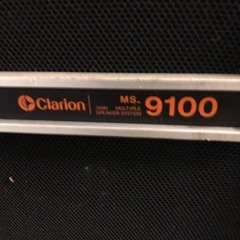 Clarion
MULTIPLE
SPEAKER SYSTEM
MS-9100